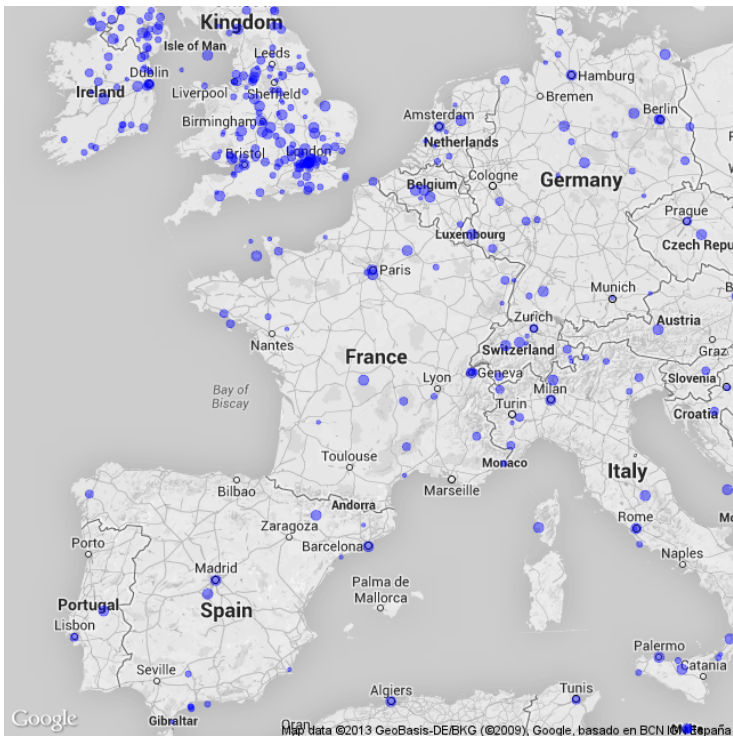 Kingdom
Isle of Man
Leeds
Dublin
Ireland
Liverpool
Sheffield
Hamburg
Bremen
Birmingham
Amsterdam
Berlin
Netherlands
Bristol
London
Belgium
Cologne
Germany
Prague
Luxembourg
Czech Repu
Paris
Munich
Nantes
Zurich
Austria
France
Switzerland
Graz
Lyon
Geneva
Slovenia
Bay of
Biscay
Milan
Turin
Croatia
Toulouse
Monaco
Italy
Bilbao
Marseille
Andorra
Zaragoza
Rome
Porto
Barcelona
Naples
Madrid
Palma de
Mallorca
Portugal
Spain
Lisbon
Palermo
Seville
Catania
Algiers
Tunis
Google
Gibraltar
Oran
Malta
Map data ©2013 GeoBasis-DE/BKG (©2009), Google, basado en BCN IGN España